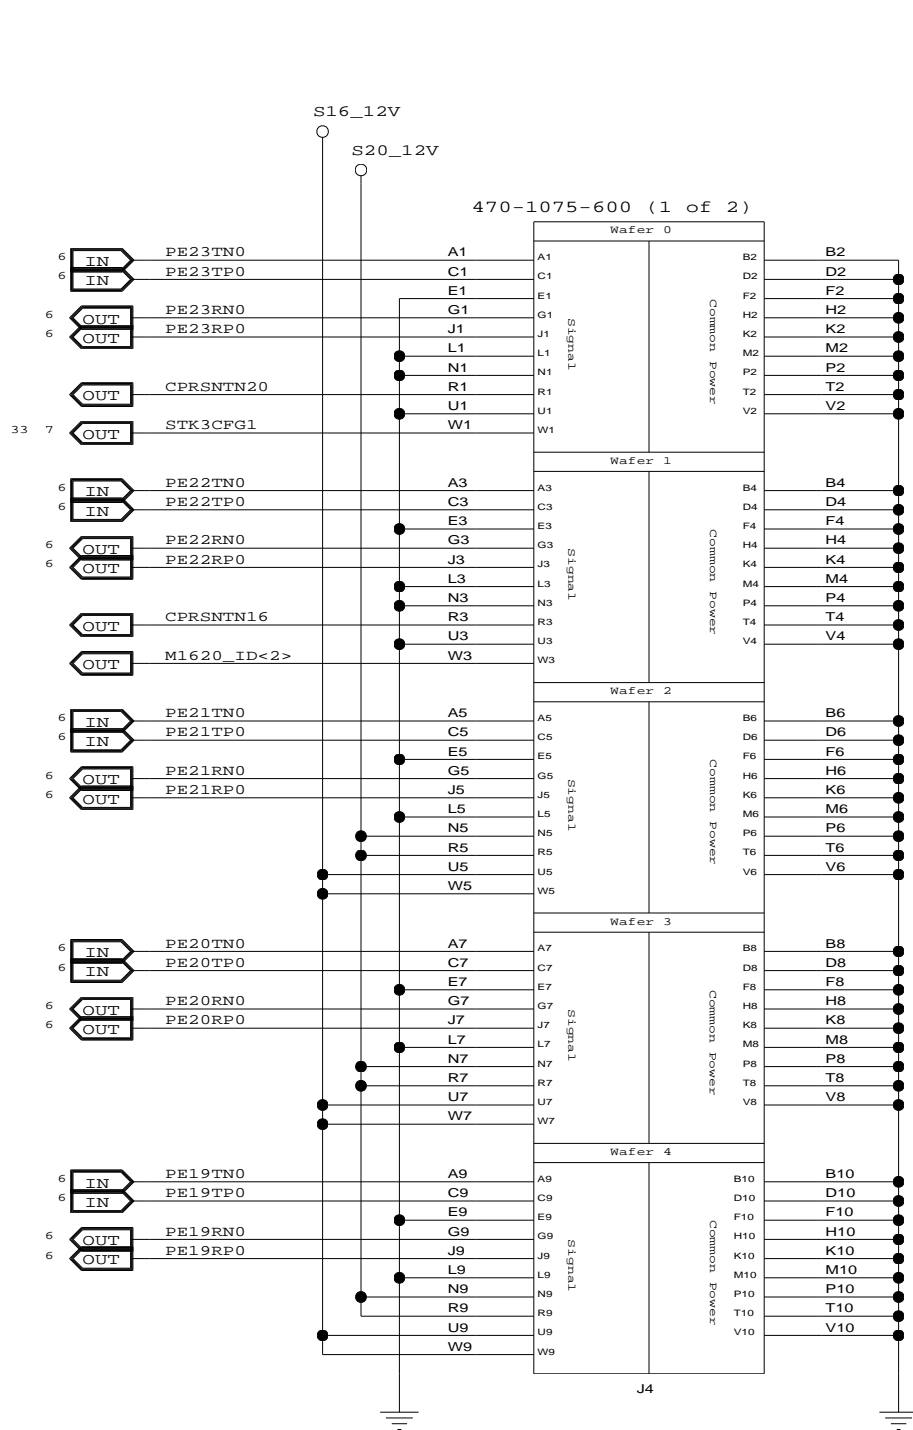 S16_12V
S20_12V
470-1075-600 (1 of 2)
Wafer 0
6 IN PE23TN0 A1 A1 B2 B2
6 IN PE23TP0 C1 C1 D2 D2
E1 E1 F2 F2
6 OUT PE23RN0 G1 G1 H2 H2
6 OUT PE23RP0 J1 J1 K2 K2
L1 L1 M2 M2
N1 N1 P2 P2
OUT CPRSNTN20 R1 R1 T2 T2
U1 U1 V2 V2
33 7 OUT STK3CFG1 W1 W1
Signal
Common Power
Wafer 1
6 IN PE22TN0 A3 A3 B4 B4
6 IN PE22TP0 C3 C3 D4 D4
E3 E3 F4 F4
6 OUT PE22RN0 G3 G3 H4 H4
6 OUT PE22RP0 J3 J3 K4 K4
L3 L3 M4 M4
N3 N3 P4 P4
OUT CPRSNTN16 R3 R3 T4 T4
U3 U3 V4 V4
OUT M1620_ID<2> W3 W3
Signal
Common Power
Wafer 2
6 IN PE21TN0 A5 A5 B6 B6
6 IN PE21TP0 C5 C5 D6 D6
E5 E5 F6 F6
6 OUT PE21RN0 G5 G5 H6 H6
6 OUT PE21RP0 J5 J5 K6 K6
L5 L5 M6 M6
N5 N5 P6 P6
R5 R5 T6 T6
U5 U5 V6 V6
W5 W5
Signal
Common Power
Wafer 3
6 IN PE20TN0 A7 A7 B8 B8
6 IN PE20TP0 C7 C7 D8 D8
E7 E7 F8 F8
6 OUT PE20RN0 G7 G7 H8 H8
6 OUT PE20RP0 J7 J7 K8 K8
L7 L7 M8 M8
N7 N7 P8 P8
R7 R7 T8 T8
U7 U7 V8 V8
W7 W7
Signal
Common Power
Wafer 4
6 IN PE19TN0 A9 A9 B10 B10
6 IN PE19TP0 C9 C9 D10 D10
E9 E9 F10 F10
6 OUT PE19RN0 G9 G9 H10 H10
6 OUT PE19RP0 J9 J9 K10 K10
L9 L9 M10 M10
N9 N9 P10 P10
R9 R9 T10 T10
U9 U9 V10 V10
W9 W9
Signal
Common Power
J4